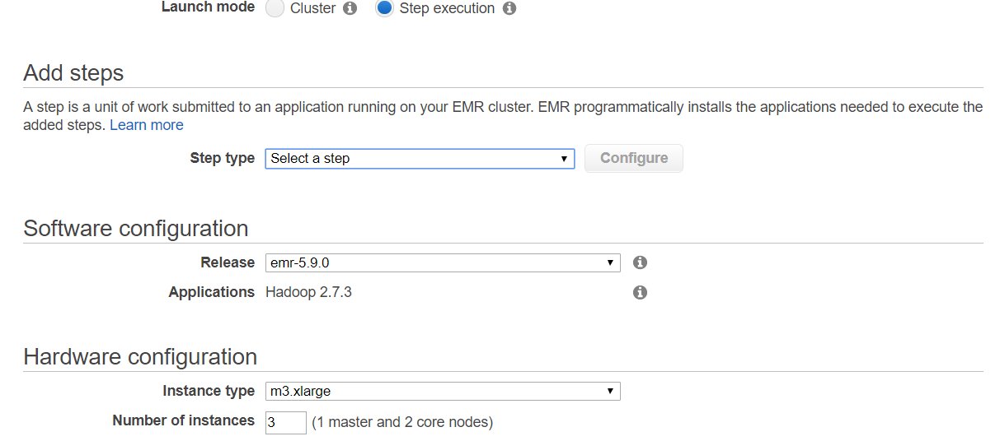 Launch mode Cluster Step execution
Add steps
A step is a unit of work submitted to an application running on your EMR cluster. EMR programmatically installs the applications needed to execute the
added steps. Learn more
Step type Select a step Configure
Software configuration
Release emr-5.9.0
Applications Hadoop 2.7.3
Hardware configuration
Instance type m3.xlarge
Number of instances 3 (1 master and 2 core nodes)